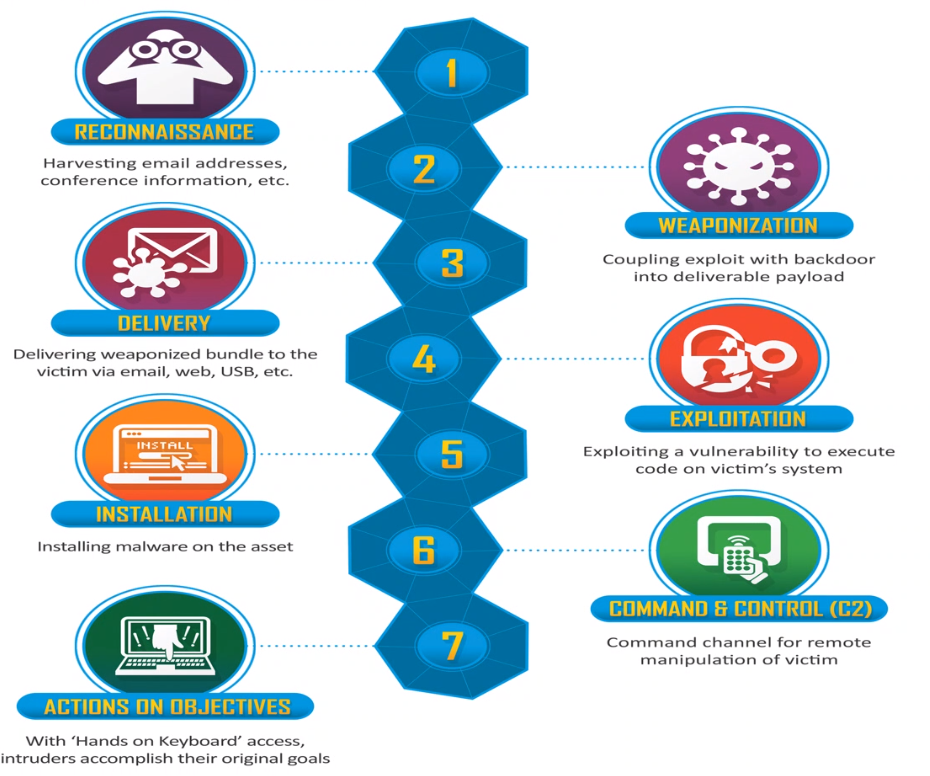 1
RECONNAISSANCE
Harvesting email addresses,
conference information, etc.
2
WEAPONIZATION
Coupling exploit with backdoor
into deliverable payload
3
DELIVERY
Delivering weaponized bundle to the
victim via email, web, USB, etc.
4
EXPLOITATION
Exploiting a vulnerability to execute
code on victim's system
5
INSTALL
INSTALLATION
Installing malware on the asset
6
COMMAND & CONTROL (C2)
Command channel for remote
manipulation of victim
7
ACTIONS ON OBJECTIVES
With ‘Hands on Keyboard’ access,
intruders accomplish their original goals